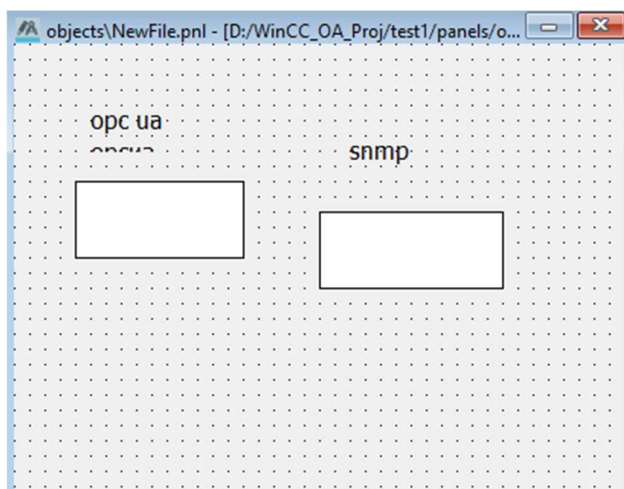 objects\NewFile.pnl - [D:/WinCC_OA_Proj/test1/panels/o...
opc ua
snmp